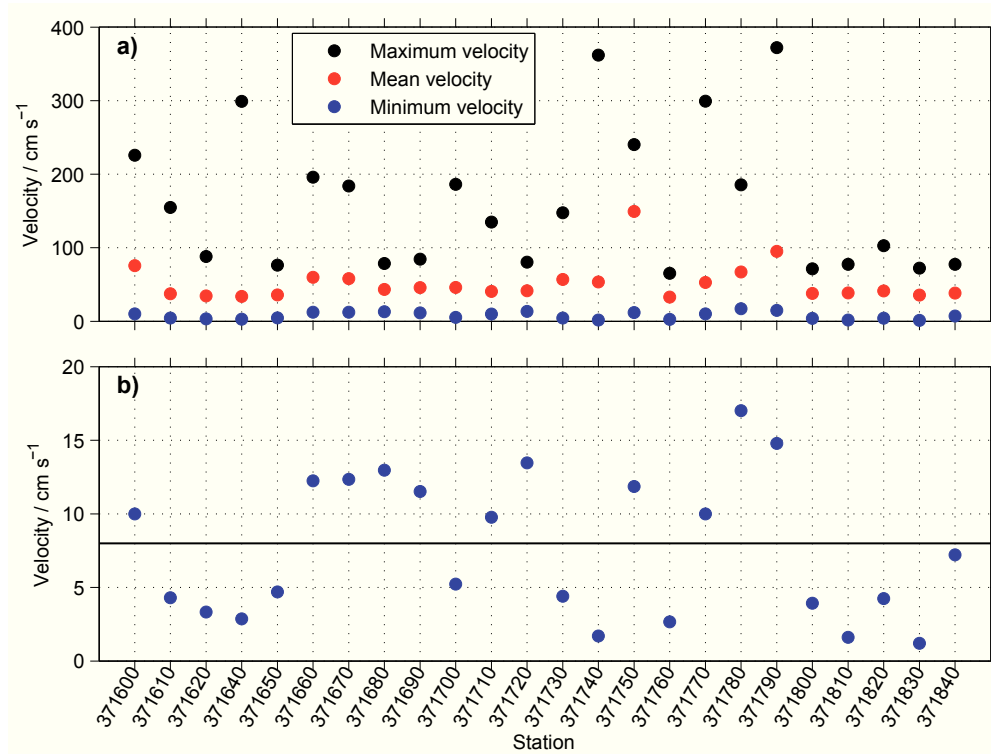 a)
400
300
200
100
0
Velocity / cm s⁻¹
Maximum velocity
Mean velocity
Minimum velocity
b)
20
15
10
5
0
Velocity / cm s⁻¹
371600 371610 371620 371640 371650 371660 371670 371680 371690 371700 371710 371720 371730 371740 371750 371760 371770 371780 371790 371800 371810 371820 371830 371840
Station